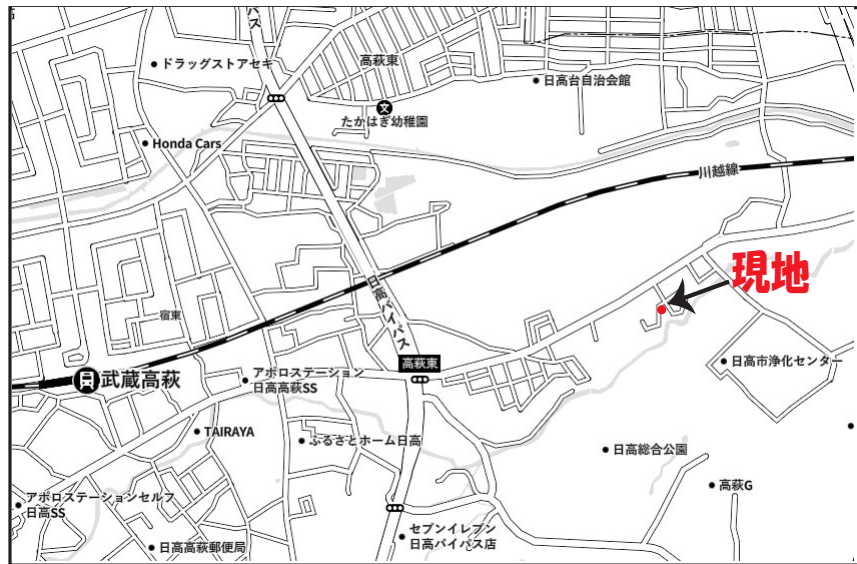 バス
高萩東
ドラッグストアセキ
日高台自治会館
たかはぎ幼稚園
Honda Cars
川越線
現地
日高バイパス
宿東
高萩東
武蔵高萩
アポロステーション
日高高萩SS
日高市浄化センター
TAIRAYA
ふるさとホーム日高
日高総合公園
高萩G
アポロステーションセルフ
日高SS
セブンイレブン
日高バイパス店
日高高萩郵便局